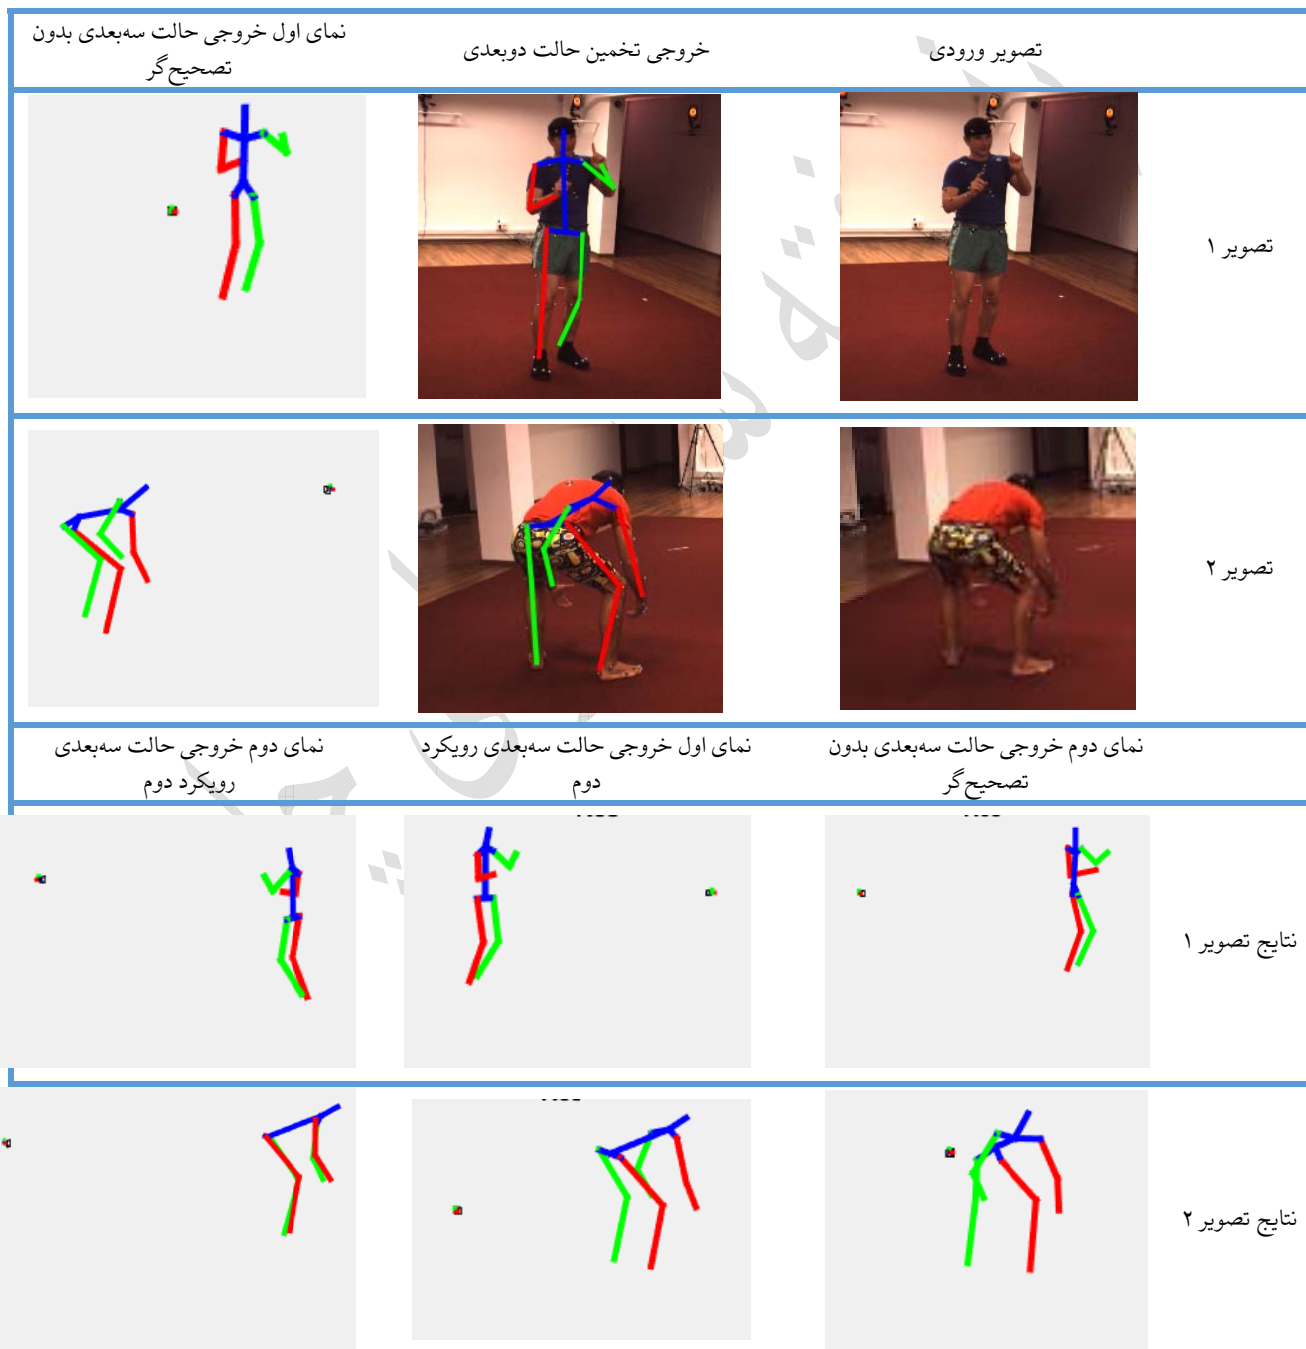 تصویر ورودی
خروجی تخمین حالت دوبعدی
نمای اول خروجی حالت سه‌بعدی بدون
تصحیح‌گر
تصویر ۱
تصویر ۲
نمای دوم خروجی حالت سه‌بعدی بدون
تصحیح‌گر
نمای اول خروجی حالت سه‌بعدی رویکرد
دوم
نمای دوم خروجی حالت سه‌بعدی
رویکرد دوم
نتایج تصویر ۱
نتایج تصویر ۲